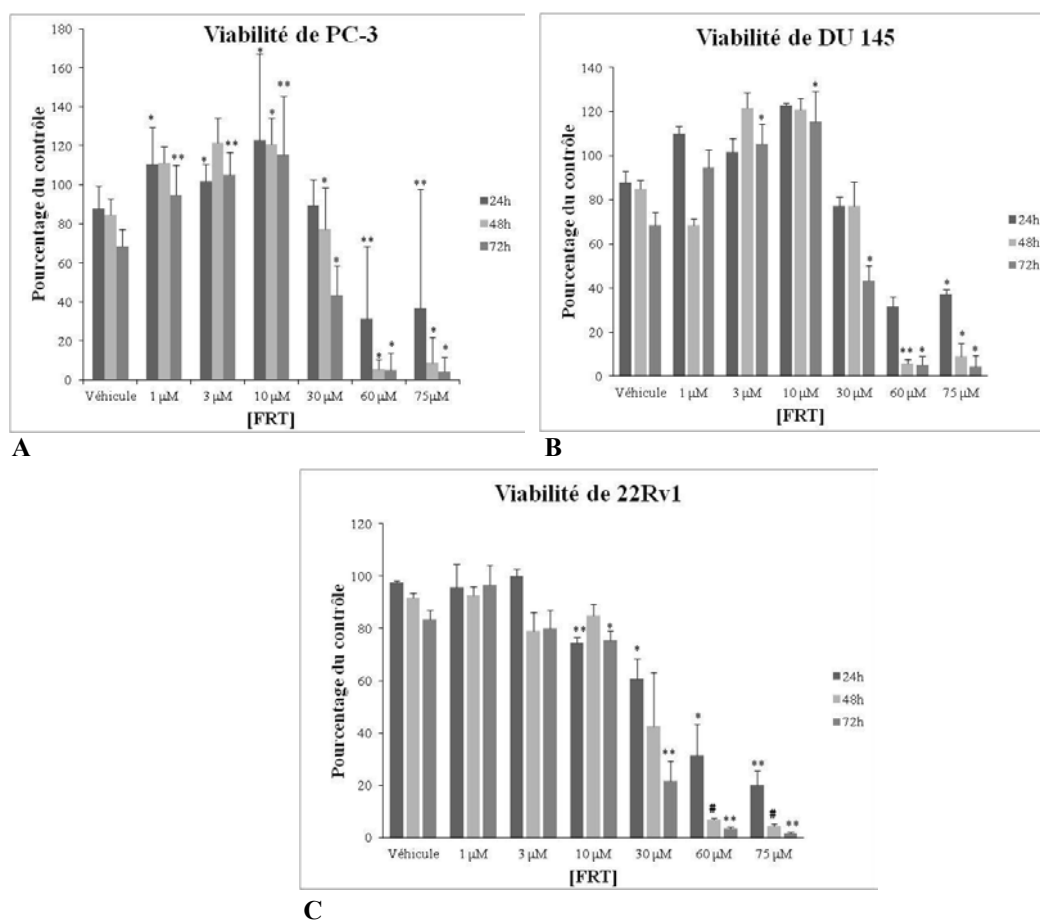 Viabilité de PC-3
Pourcentage du contrôle
180
160
140
120
100
80
60
40
20
0
* ** * ** * * ** * * ** * * ** * *
24h
48h
72h
Véhicule 1 µM 3 µM 10 µM 30 µM 60 µM 75 µM
[FRT]
A
Viabilité de DU 145
Pourcentage du contrôle
140
120
100
80
60
40
20
0
* * * ** * * * *
24h
48h
72h
Véhicule 1 µM 3 µM 10 µM 30 µM 60 µM 75 µM
[FRT]
B
Viabilité de 22Rv1
Pourcentage du contrôle
120
100
80
60
40
20
0
** * * ** * # ** ** # **
24h
48h
72h
Véhicule 1 µM 3 µM 10 µM 30 µM 60 µM 75 µM
[FRT]
C